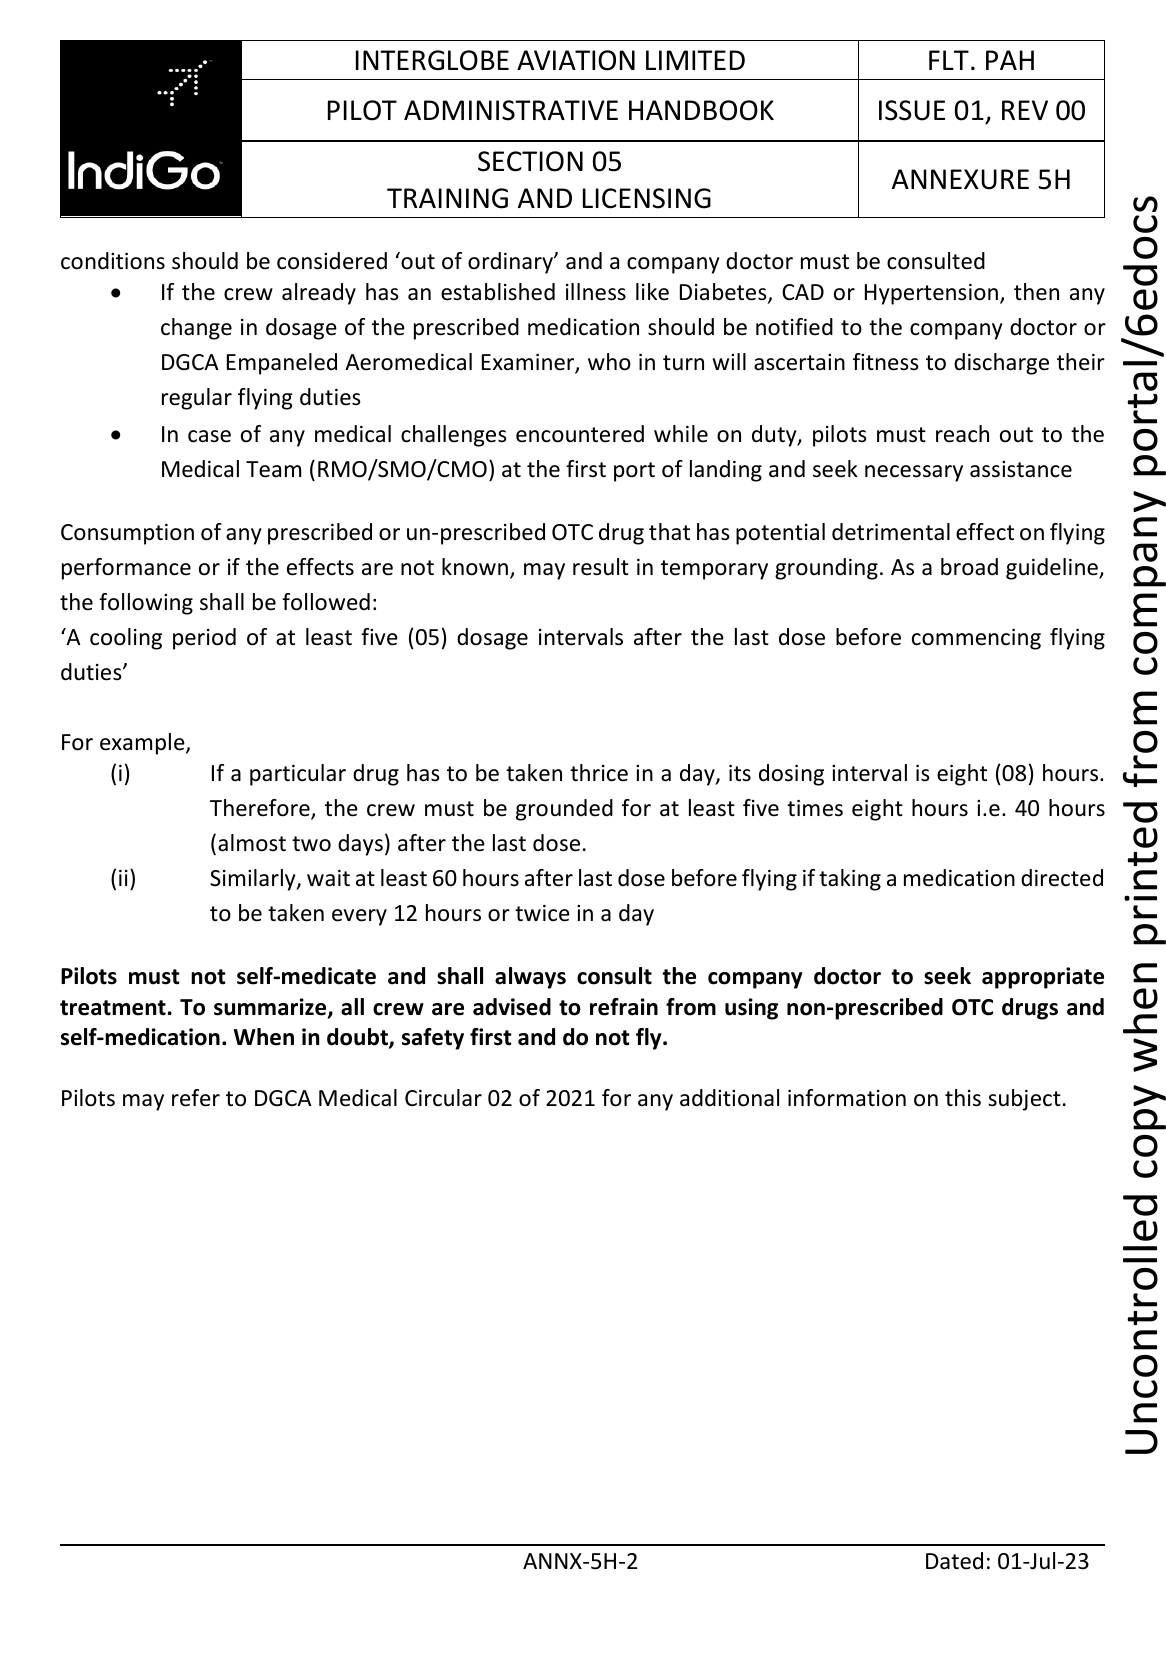 IndiGo
INTERGLOBE AVIATION LIMITED
FLT. PAH
PILOT ADMINISTRATIVE HANDBOOK
ISSUE 01, REV 00
SECTION 05
TRAINING AND LICENSING
ANNEXURE 5H
conditions should be considered ‘out of ordinary’ and a company doctor must be consulted
• If the crew already has an established illness like Diabetes, CAD or Hypertension, then any
change in dosage of the prescribed medication should be notified to the company doctor or
DGCA Empaneled Aeromedical Examiner, who in turn will ascertain fitness to discharge their
regular flying duties
• In case of any medical challenges encountered while on duty, pilots must reach out to the
Medical Team (RMO/SMO/CMO) at the first port of landing and seek necessary assistance
Consumption of any prescribed or un-prescribed OTC drug that has potential detrimental effect on flying
performance or if the effects are not known, may result in temporary grounding. As a broad guideline,
the following shall be followed:
‘A cooling period of at least five (05) dosage intervals after the last dose before commencing flying
duties’
For example,
(i) If a particular drug has to be taken thrice in a day, its dosing interval is eight (08) hours.
Therefore, the crew must be grounded for at least five times eight hours i.e. 40 hours
(almost two days) after the last dose.
(ii) Similarly, wait at least 60 hours after last dose before flying if taking a medication directed
to be taken every 12 hours or twice in a day
Pilots must not self-medicate and shall always consult the company doctor to seek appropriate
treatment. To summarize, all crew are advised to refrain from using non-prescribed OTC drugs and
self-medication. When in doubt, safety first and do not fly.
Pilots may refer to DGCA Medical Circular 02 of 2021 for any additional information on this subject.
ANNX-5H-2
Dated: 01-Jul-23
Uncontrolled copy when printed from company portal/6edocs